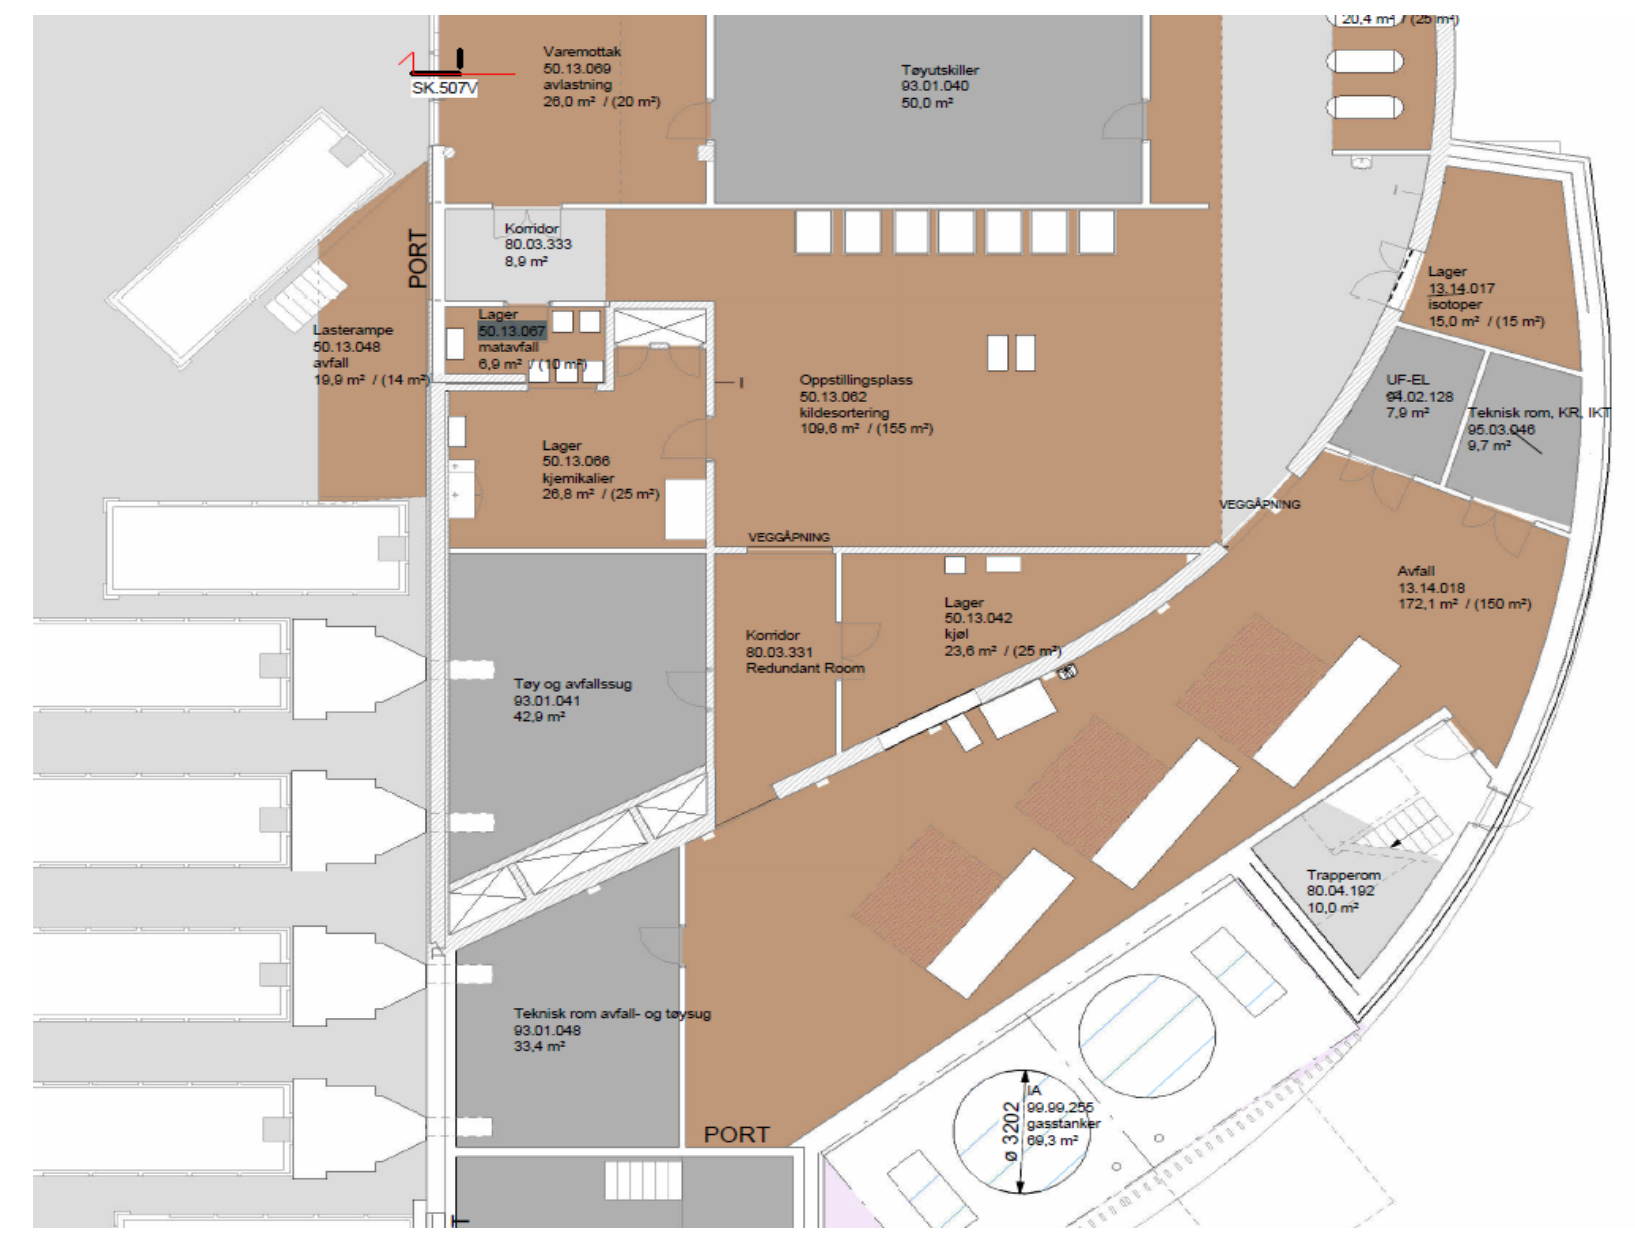 20,4 m² / (25 m²)
Varemottak
50.13.069
avlastning
26,0 m² / (20 m²)
SK.507V
Tøyutskiller
93.01.040
50,0 m²
PORT
Korridor
80.03.333
8,9 m²
Lager
13.14.017
isotoper
15,0 m² / (15 m²)
Lasterampe
50.13.048
avfall
19,9 m² / (14 m²)
Lager
50.13.067
matavfall
6,9 m² / (10 m²)
Oppstillingsplass
50.13.062
kildesortering
109,6 m² / (155 m²)
UF-EL
94.02.128
7,9 m²
Teknisk rom, KR, IKT
95.03.046
9,7 m²
Lager
50.13.066
kjemikalier
26,8 m² / (25 m²)
VEGGÅPNING
VEGGÅPNING
Avfall
13.14.018
172,1 m² / (150 m²)
Lager
50.13.042
kjøl
23,6 m² / (25 m²)
Korridor
80.03.331
Redundant Room
Tøy og avfallssug
93.01.041
42,9 m²
Trapperom
80.04.192
10,0 m²
Teknisk rom avfall- og tøysug
93.01.048
33,4 m²
PORT
ø 3202
IA
99.99.255
gasstanker
69,3 m²